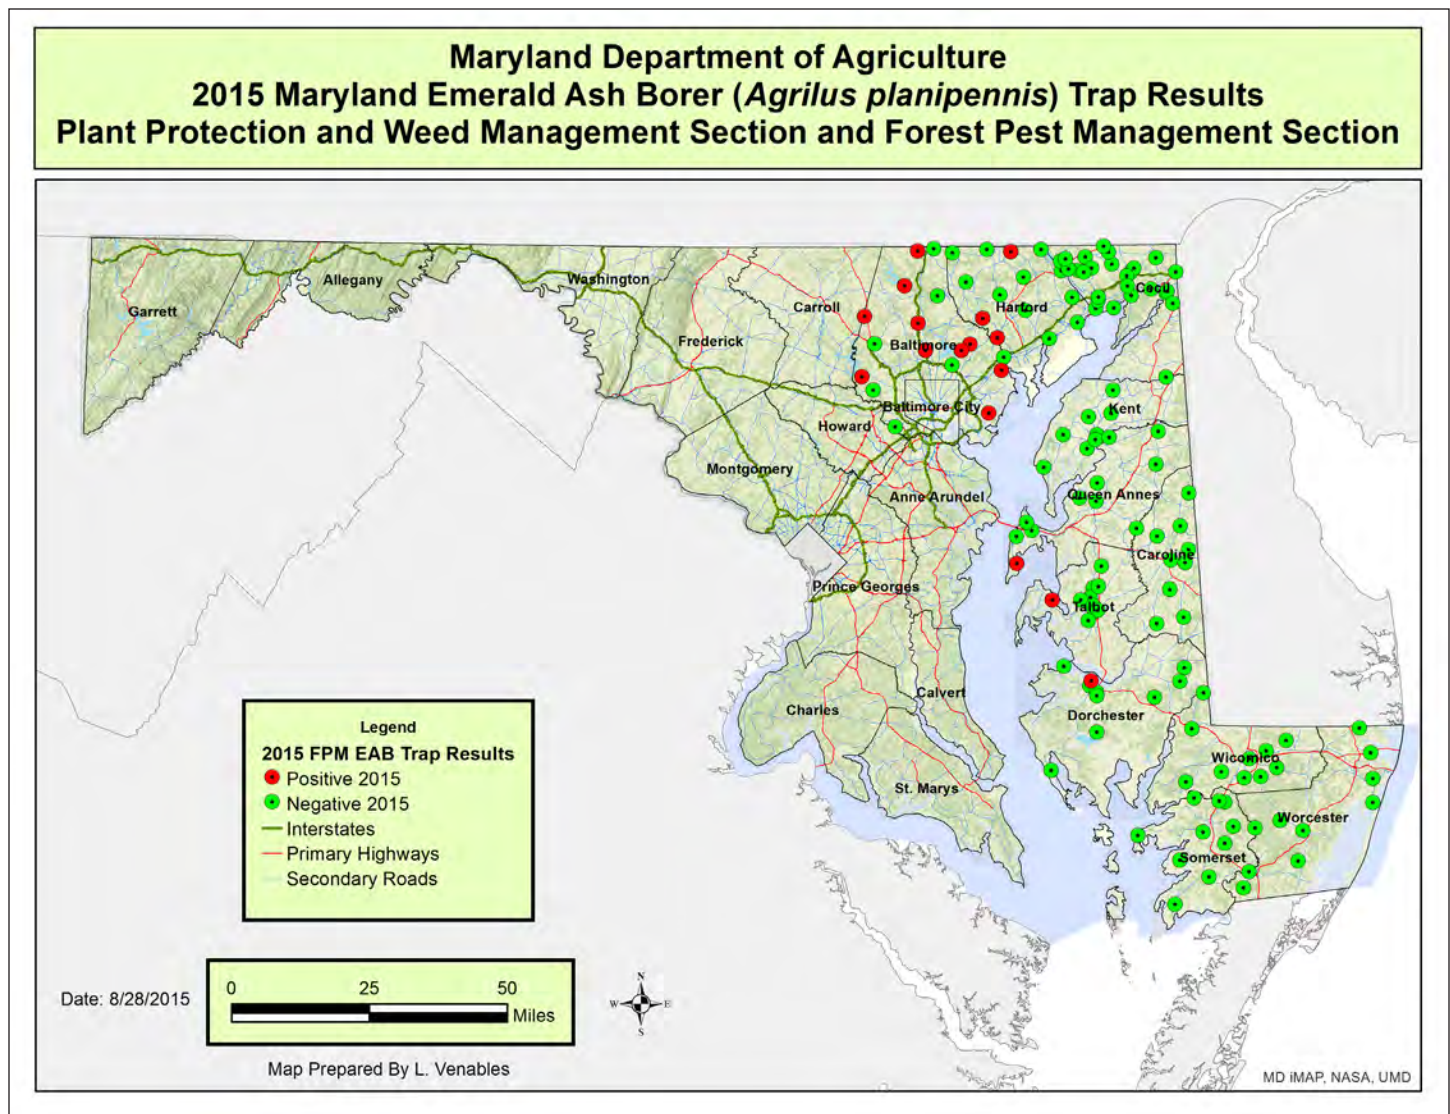 Maryland Department of Agriculture
2015 Maryland Emerald Ash Borer (Agrilus planipennis) Trap Results
Plant Protection and Weed Management Section and Forest Pest Management Section
Garrett
Allegany
Washington
Frederick
Carroll
Baltimore
Harford
Cecil
Baltimore City
Howard
Montgomery
Anne Arundel
Kent
Queen Annes
Caroline
Talbot
Prince Georges
Calvert
Charles
St. Marys
Dorchester
Wicomico
Worcester
Somerset
Legend
2015 FPM EAB Trap Results
Positive 2015
Negative 2015
Interstates
Primary Highways
Secondary Roads
Date: 8/28/2015
0 25 50
Miles
N
W E
S
Map Prepared By L. Venables
MD iMAP, NASA, UMD